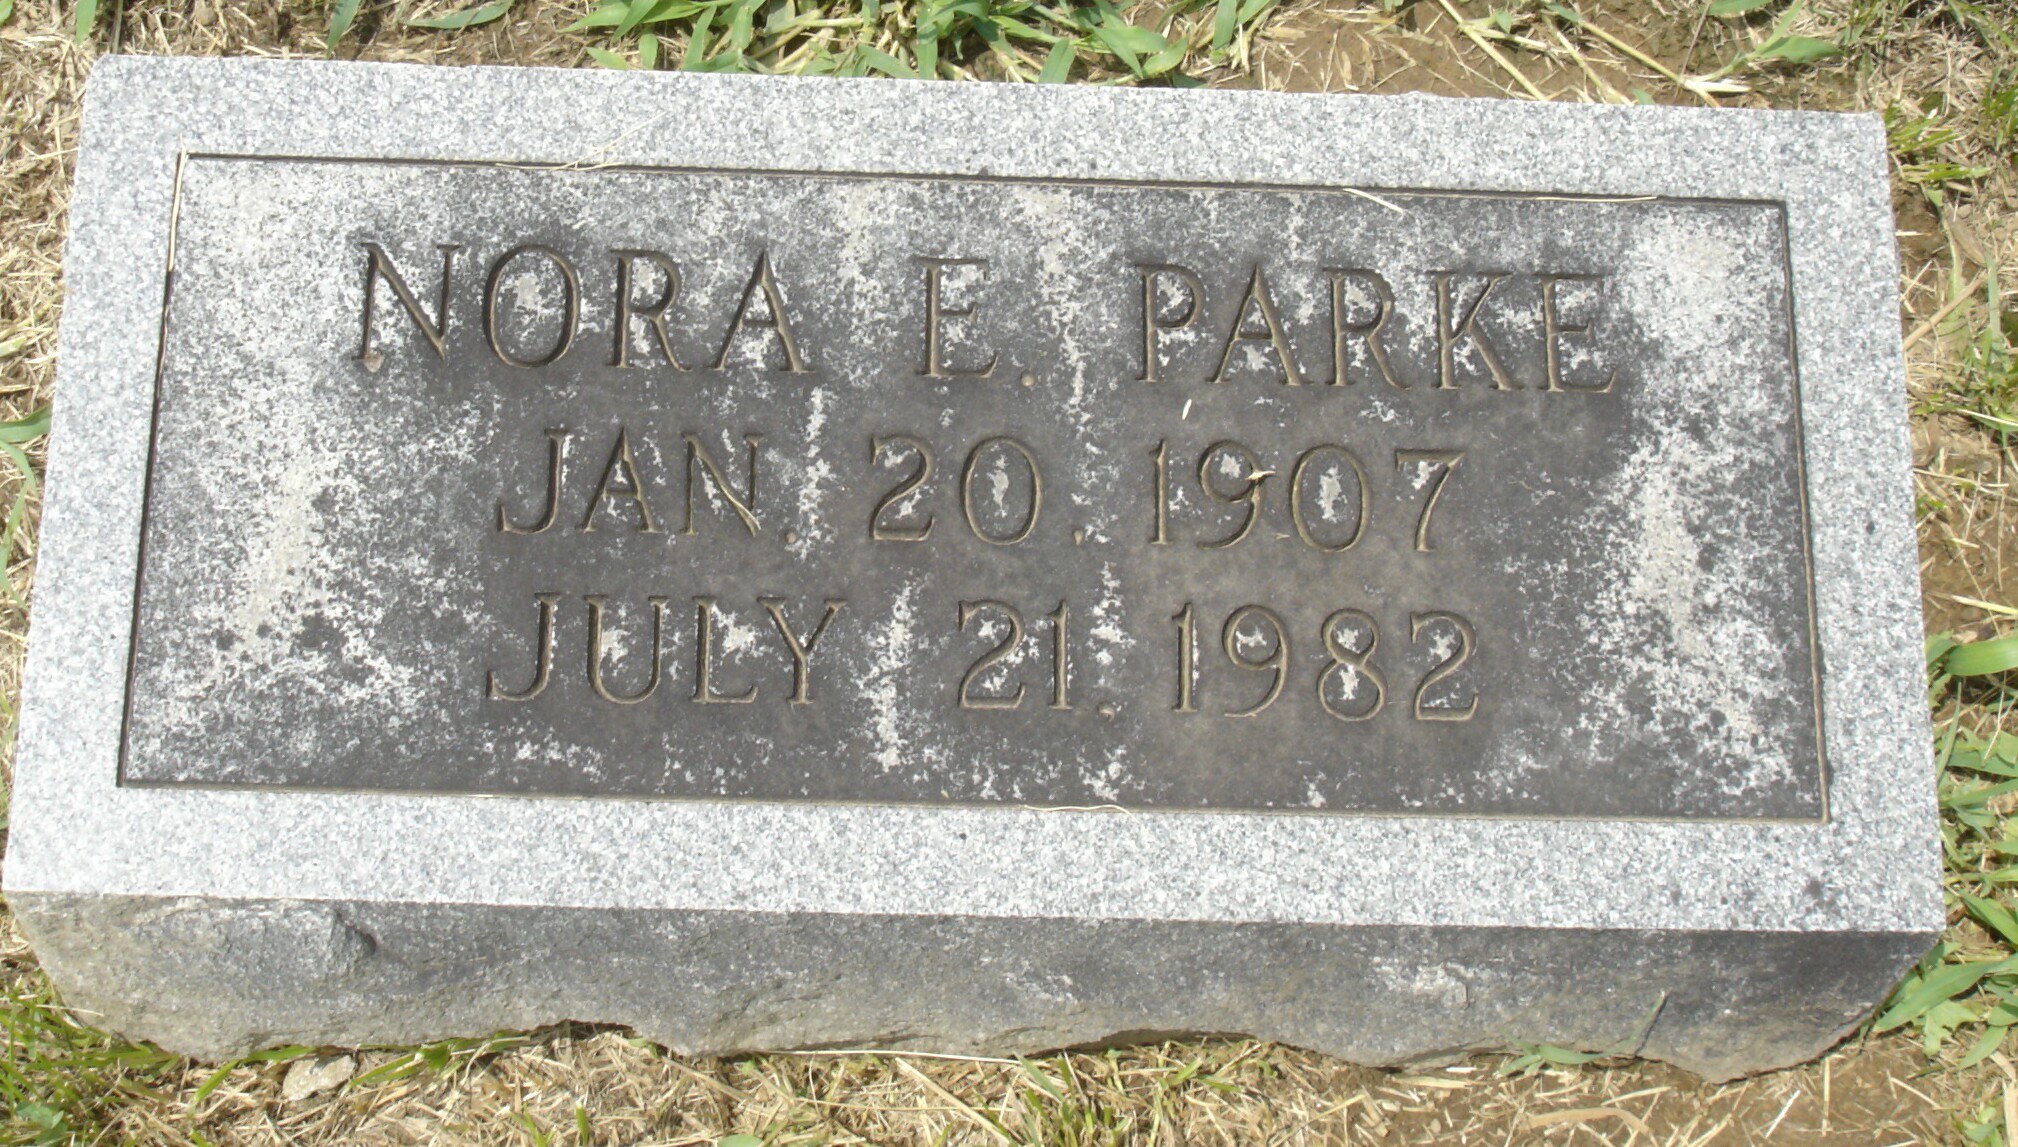 NORA E. PARKE
JAN. 20. 1907
JULY 21, 1982